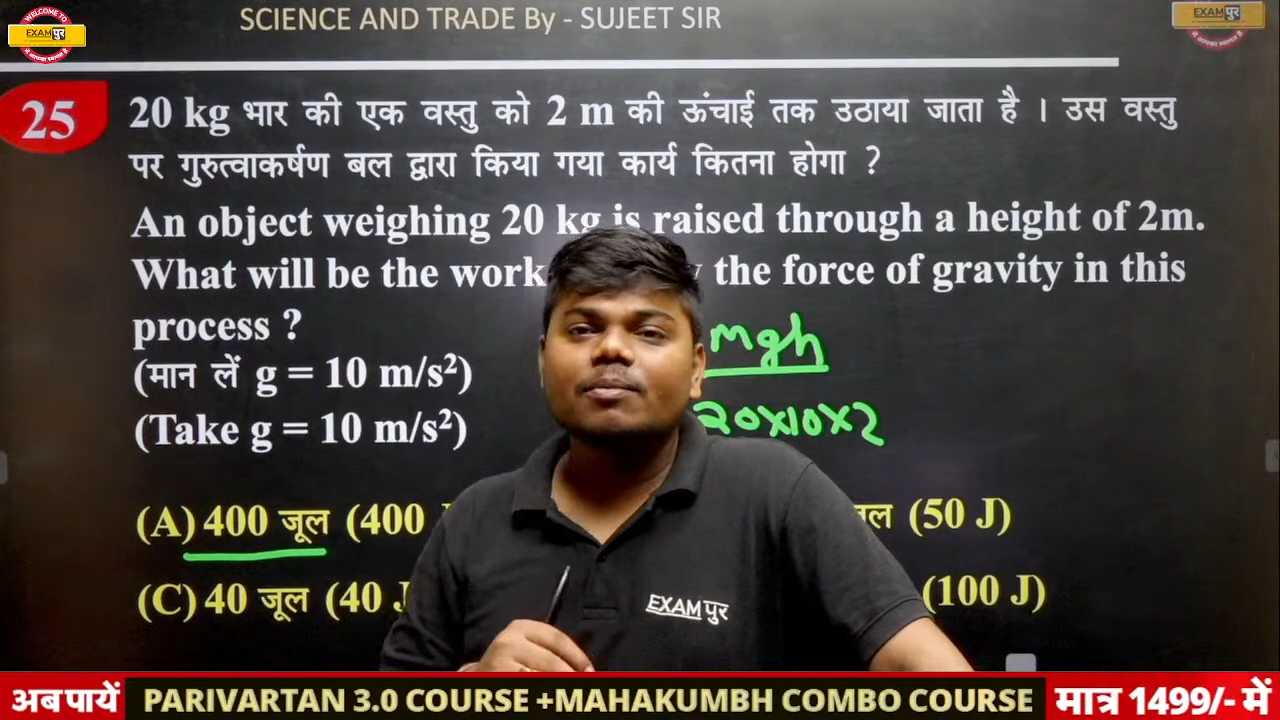 WELCOME TO
EXAMपुर
SCIENCE AND TRADE By - SUJEET SIR
EXAMपुर
25
20 kg भार की एक वस्तु को 2 m की ऊंचाई तक उठाया जाता है । उस वस्तु
पर गुरुत्वाकर्षण बल द्वारा किया गया कार्य कितना होगा ?
An object weighing 20 kg is raised through a height of 2m.
What will be the work the force of gravity in this
process ?
mgh
(मान लें g = 10 m/s²)
20x10x2
(Take g = 10 m/s²)
(A) 400 जूल (400 (50 J)
(C) 40 जूल (40 J (100 J)
EXAMपुर
अब पायें PARIVARTAN 3.0 COURSE +MAHAKUMBH COMBO COURSE मात्र 1499/- में